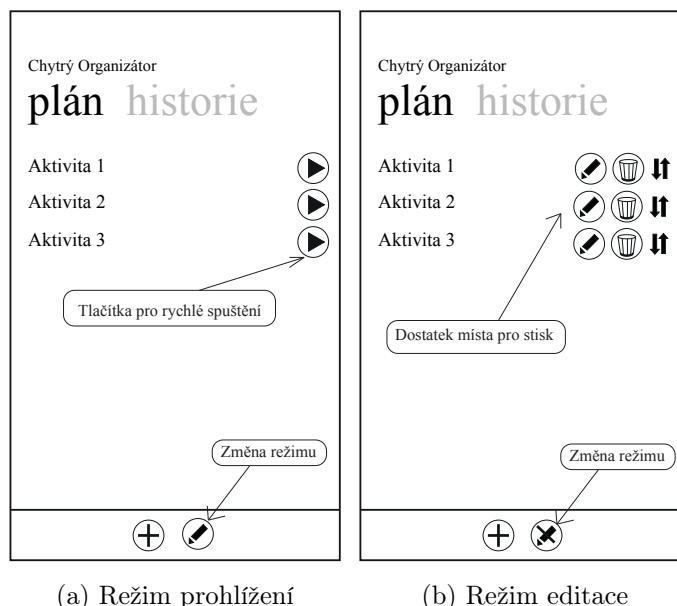 Chytrý Organizátor
plán historie
Aktivita 1
Aktivita 2
Aktivita 3
Tlačítka pro rychlé spuštění
Změna režimu
(a) Režim prohlížení
Chytrý Organizátor
plán historie
Aktivita 1
Aktivita 2
Aktivita 3
Dostatek místa pro stisk
Změna režimu
(b) Režim editace